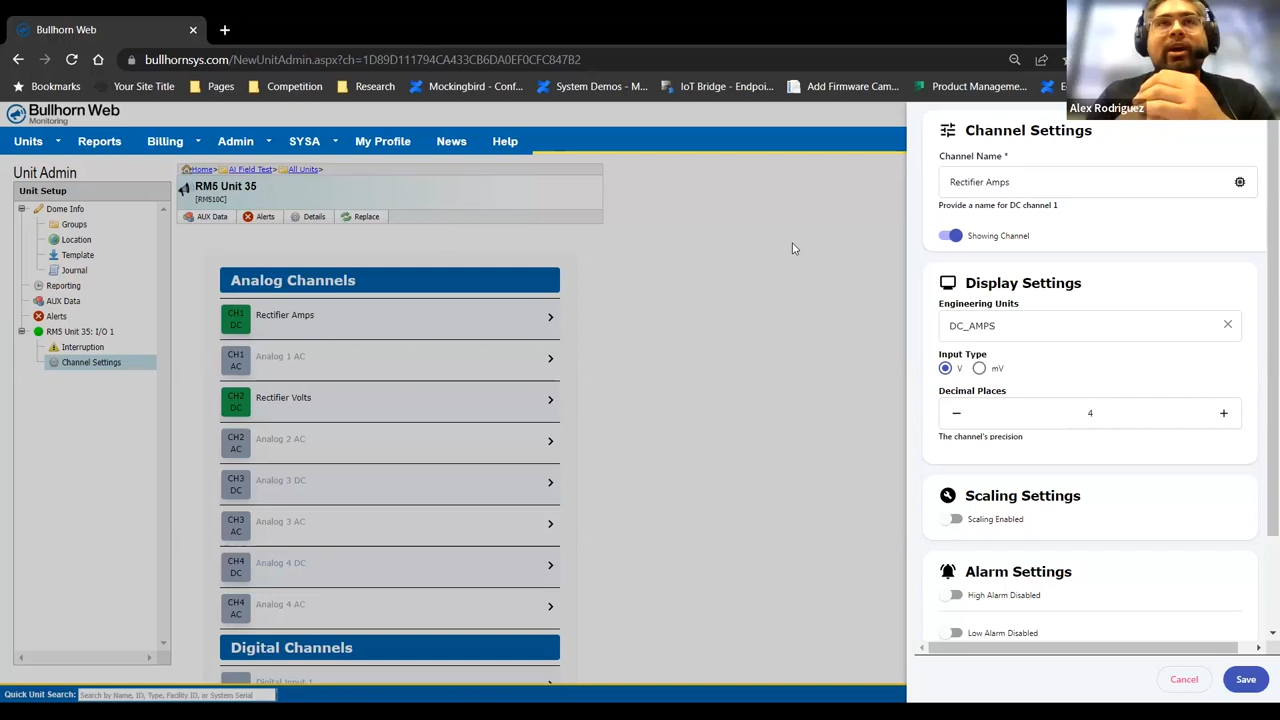 Bullhorn Web
bullhornsys.com/NewUnitAdmin.aspx?ch=1D89D111794CA433CB6DA0EF0CFC847B2
Bookmarks
Your Site Title
Pages
Competition
Research
Mockingbird - Conf...
System Demos - M...
IoT Bridge - Endpoi...
Add Firmware Cam...
Product Manageme...
Alex Rodriguez
Bullhorn Web
Monitoring
Units
Reports
Billing
Admin
SYSA
My Profile
News
Help
Unit Admin
Unit Setup
Dome Info
Groups
Location
Template
Journal
Reporting
AUX Data
Alerts
RM5 Unit 35: I/O 1
Interruption
Channel Settings
Home> AI Field Test> All Units>
RM5 Unit 35
[RM510C]
AUX Data
Alerts
Details
Replace
Analog Channels
CH1 DC
Rectifier Amps
CH1 AC
Analog 1 AC
CH2 DC
Rectifier Volts
CH2 AC
Analog 2 AC
CH3 DC
Analog 3 DC
CH3 AC
Analog 3 AC
CH4 DC
Analog 4 DC
CH4 AC
Analog 4 AC
Digital Channels
Digital Input 1
Channel Settings
Channel Name *
Rectifier Amps
Provide a name for DC channel 1
Showing Channel
Display Settings
Engineering Units
DC_AMPS
Input Type
V
mV
Decimal Places
4
The channel's precision
Scaling Settings
Scaling Enabled
Alarm Settings
High Alarm Disabled
Low Alarm Disabled
Cancel
Save
Quick Unit Search:
Search by Name, ID, Type, Facility ID, or System Serial